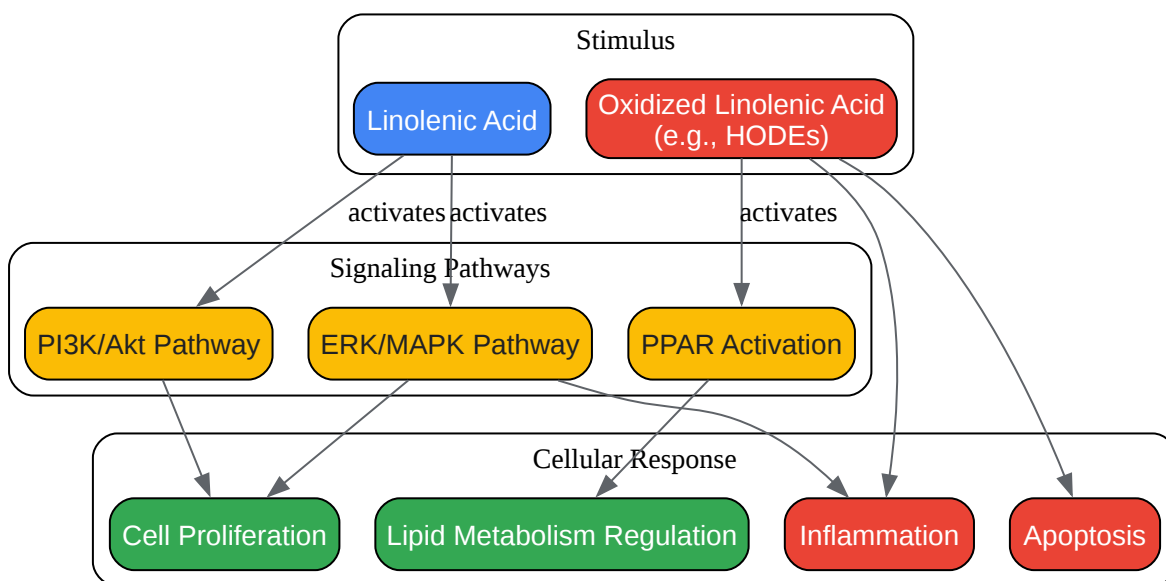 Stimulus
Linolenic Acid
Oxidized Linolenic Acid
(e.g., HODEs)
activates
activates
activates
Signaling Pathways
PI3K/Akt Pathway
ERK/MAPK Pathway
PPAR Activation
Cellular Response
Cell Proliferation
Lipid Metabolism Regulation
Inflammation
Apoptosis